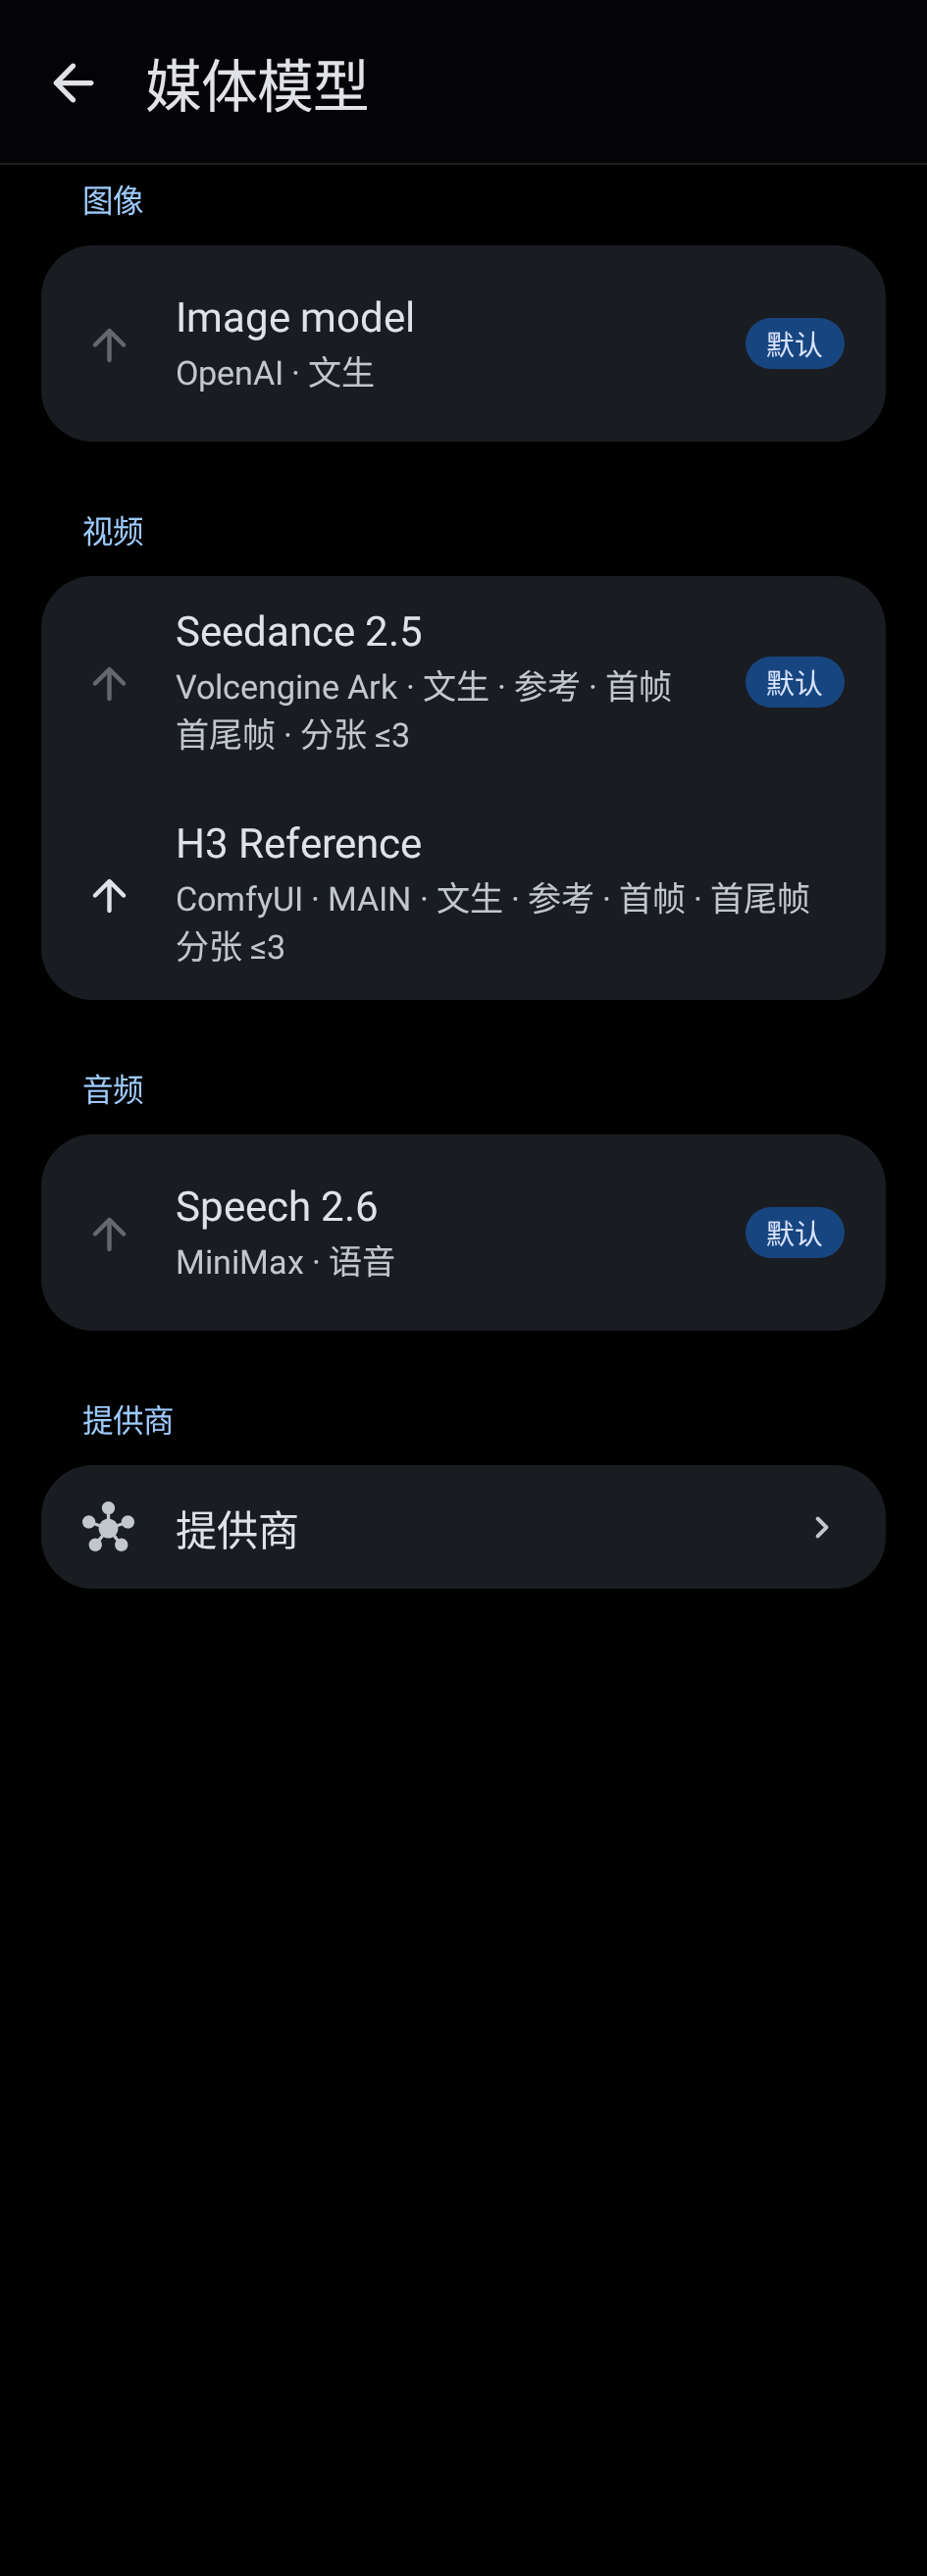 媒体模型
图像
Image model
OpenAI · 文生
默认
视频
Seedance 2.5
Volcengine Ark · 文生 · 参考 · 首帧
首尾帧 · 分张 ≤3
默认
H3 Reference
ComfyUI · MAIN · 文生 · 参考 · 首帧 · 首尾帧
分张 ≤3
音频
Speech 2.6
MiniMax · 语音
默认
提供商
提供商